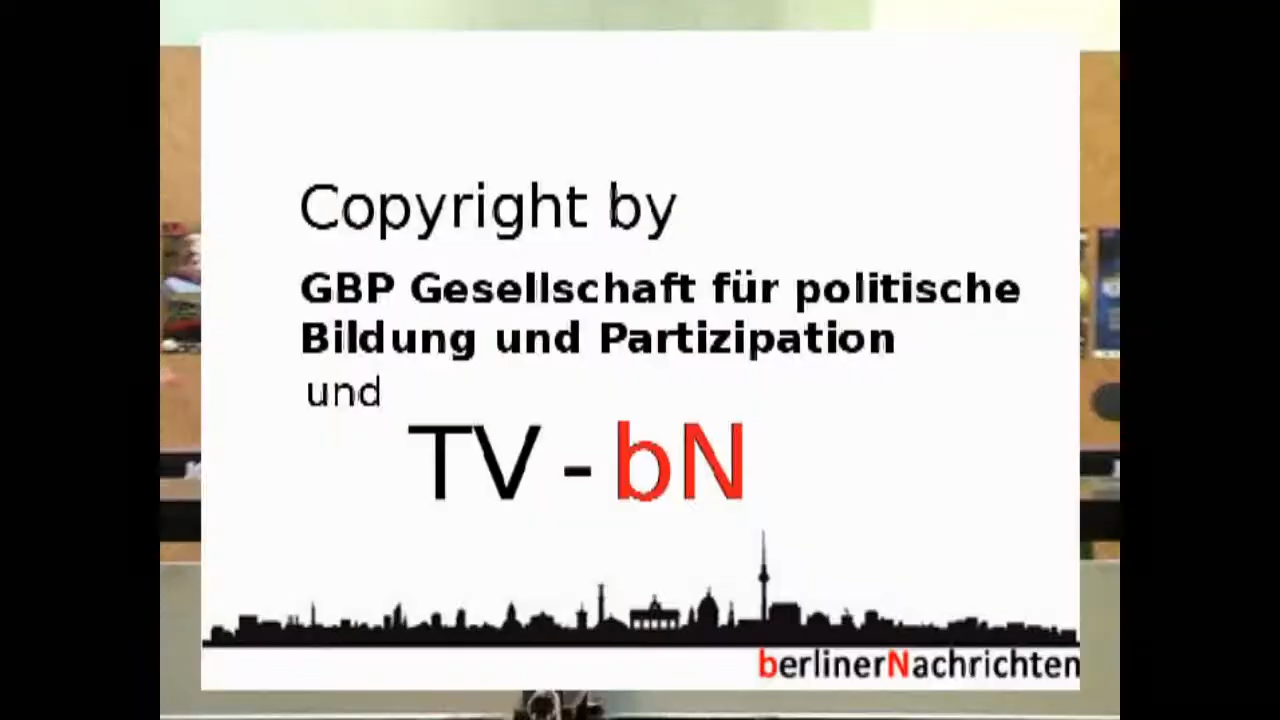 Copyright by
GBP Gesellschaft für politische
Bildung und Partizipation
und
TV - bN
berlinerNachrichten